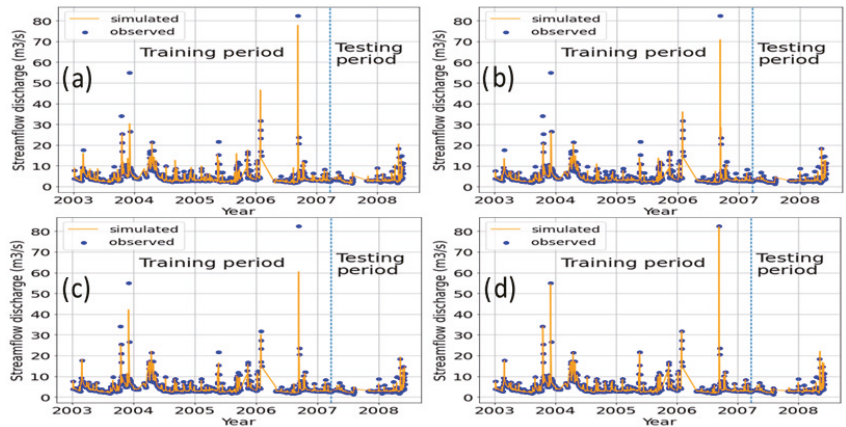 Streamflow discharge (m3/s)
80
70
60
50
40
30
20
10
0
simulated
observed
Training period
Testing
period
(a)
2003 2004 2005 2006 2007 2008
Year
Streamflow discharge (m3/s)
80
70
60
50
40
30
20
10
0
simulated
observed
Training period
Testing
period
(b)
2003 2004 2005 2006 2007 2008
Year
Streamflow discharge (m3/s)
80
70
60
50
40
30
20
10
0
simulated
observed
Training period
Testing
period
(c)
2003 2004 2005 2006 2007 2008
Year
Streamflow discharge (m3/s)
80
70
60
50
40
30
20
10
0
simulated
observed
Training period
Testing
period
(d)
2003 2004 2005 2006 2007 2008
Year